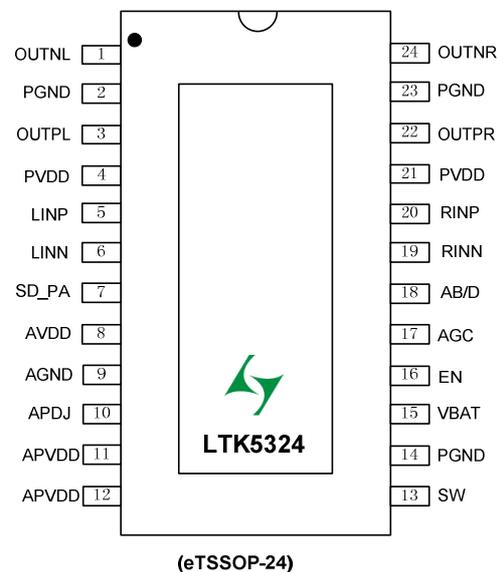 OUTNL 1 24 OUTNR
PGND 2 23 PGND
OUTPL 3 22 OUTPR
PVDD 4 21 PVDD
LINP 5 20 RINP
LINN 6 19 RINN
SD_PA 7 18 AB/D
AVDD 8 17 AGC
AGND 9 16 EN
APDJ 10 15 VBAT
APVDD 11 14 PGND
APVDD 12 13 SW
LTK5324
(eTSSOP-24)